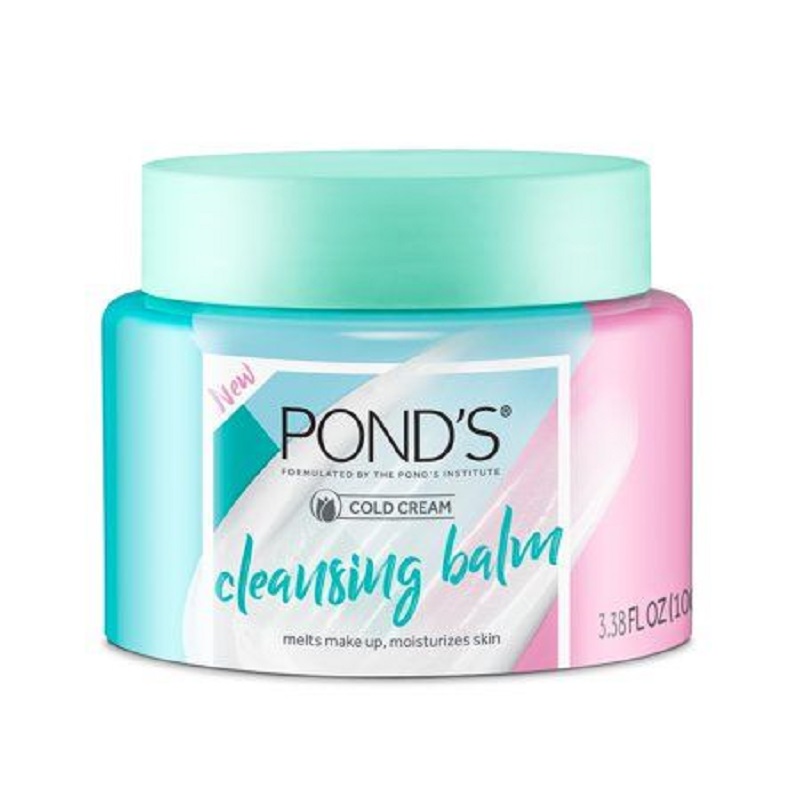 New
POND'S®
FORMULATED BY THE POND'S INSTITUTE
COLD CREAM
cleansing balm
melts make up, moisturizes skin
3.38 FL OZ (10